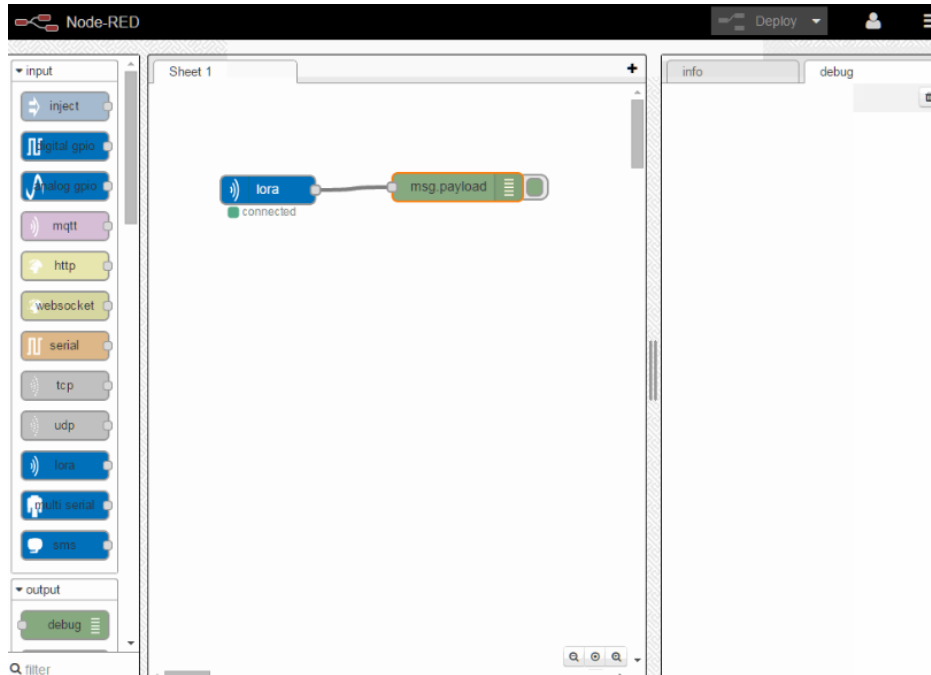 Node-RED
Deploy
input
inject
digital gpio
analog gpio
mqtt
http
websocket
serial
tcp
udp
lora
multi serial
sms
output
debug
filter
Sheet 1
+
lora
connected
msg.payload
info
debug